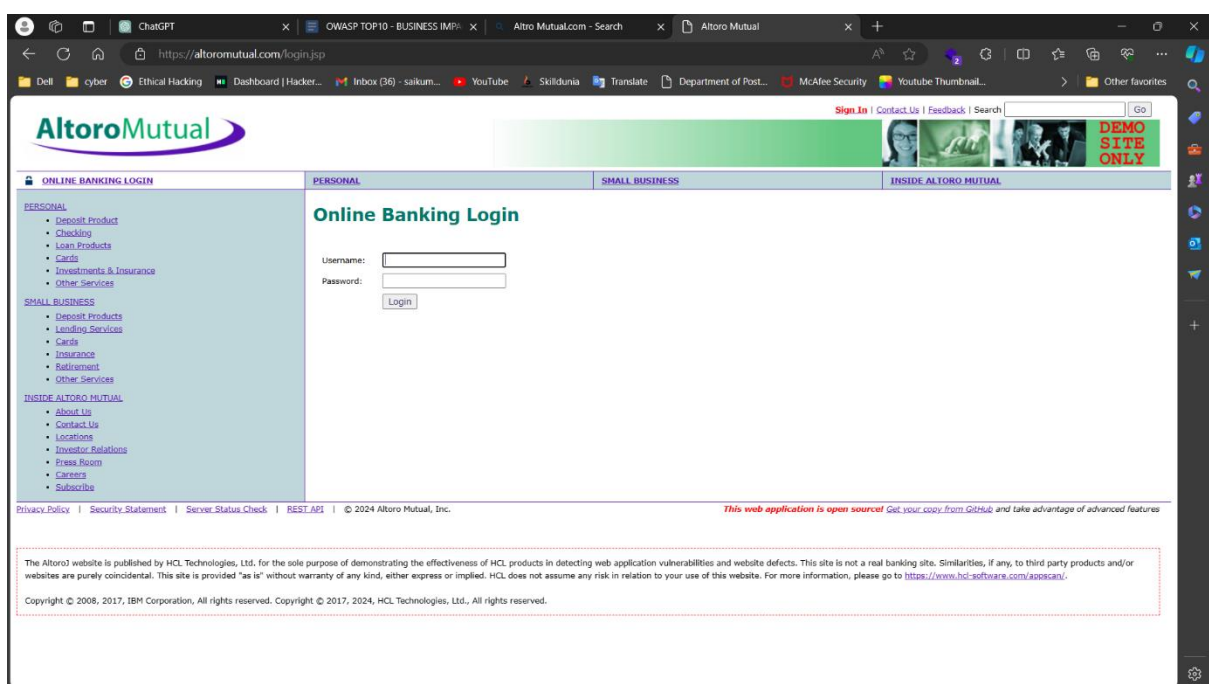 ChatGPT
OWASP TOP10 - BUSINESS IMPA
Altro Mutual.com - Search
Altoro Mutual
https://altoromutual.com/login.jsp
Dell cyber Ethical Hacking Dashboard | Hacker... Inbox (36) - saikum... YouTube Skilldunia Translate Department of Post... McAfee Security Youtube Thumbnail... Other favorites
Sign In | Contact Us | Feedback | Search Go
AltoroMutual
DEMO
SITE
ONLY
ONLINE BANKING LOGIN PERSONAL SMALL BUSINESS INSIDE ALTORO MUTUAL
PERSONAL
• Deposit Product
• Checking
• Loan Products
• Cards
• Investments & Insurance
• Other Services
SMALL BUSINESS
• Deposit Products
• Lending Services
• Cards
• Insurance
• Retirement
• Other Services
INSIDE ALTORO MUTUAL
• About Us
• Contact Us
• Locations
• Investor Relations
• Press Room
• Careers
• Subscribe
Online Banking Login
Username:
Password:
Login
Privacy Policy | Security Statement | Server Status Check | REST API | © 2024 Altoro Mutual, Inc. This web application is open source! Get your copy from GitHub and take advantage of advanced features
The AltoroJ website is published by HCL Technologies, Ltd. for the sole purpose of demonstrating the effectiveness of HCL products in detecting web application vulnerabilities and website defects. This site is not a real banking site. Similarities, if any, to third party products and/or
websites are purely coincidental. This site is provided "as is" without warranty of any kind, either express or implied. HCL does not assume any risk in relation to your use of this website. For more information, please go to https://www.hcl-software.com/appscan/.
Copyright © 2008, 2017, IBM Corporation, All rights reserved. Copyright © 2017, 2024, HCL Technologies, Ltd., All rights reserved.